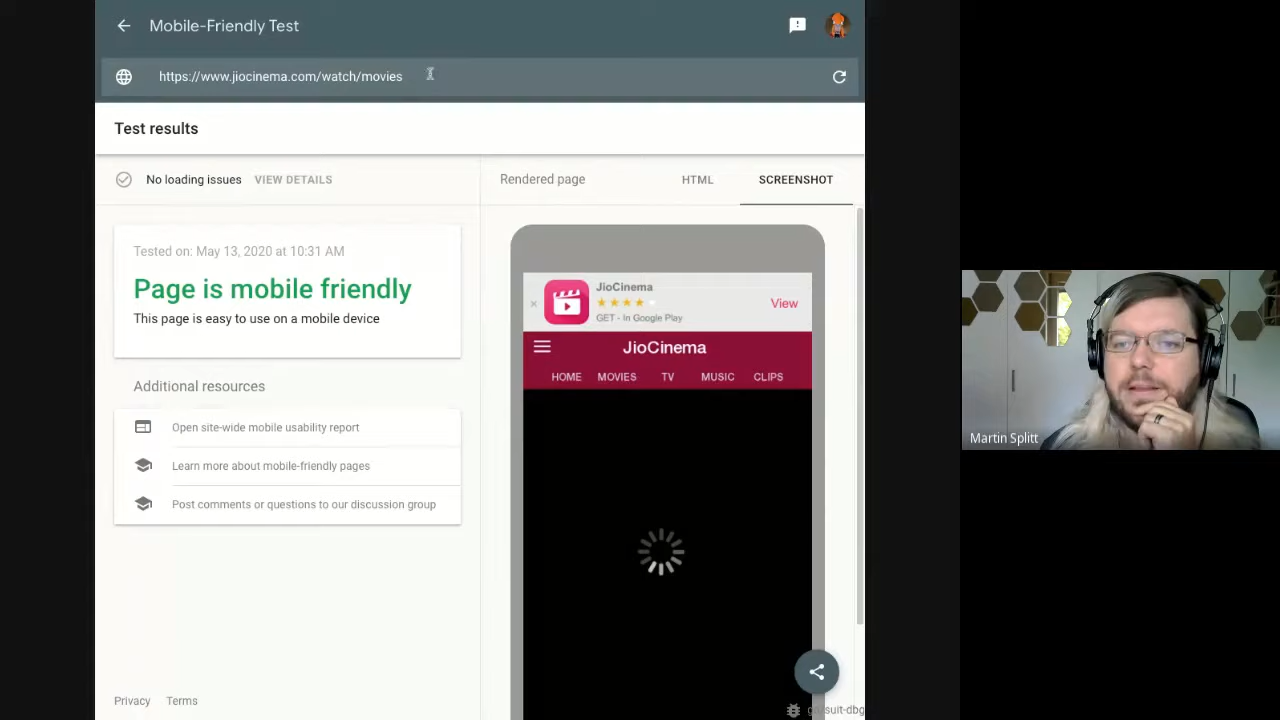 Mobile-Friendly Test
https://www.jiocinema.com/watch/movies
Test results
No loading issues VIEW DETAILS
Rendered page HTML SCREENSHOT
Tested on: May 13, 2020 at 10:31 AM
Page is mobile friendly
This page is easy to use on a mobile device
Additional resources
Open site-wide mobile usability report
Learn more about mobile-friendly pages
Post comments or questions to our discussion group
Privacy Terms
JioCinema
GET - In Google Play
View
JioCinema
HOME MOVIES TV MUSIC CLIPS
Martin Splitt